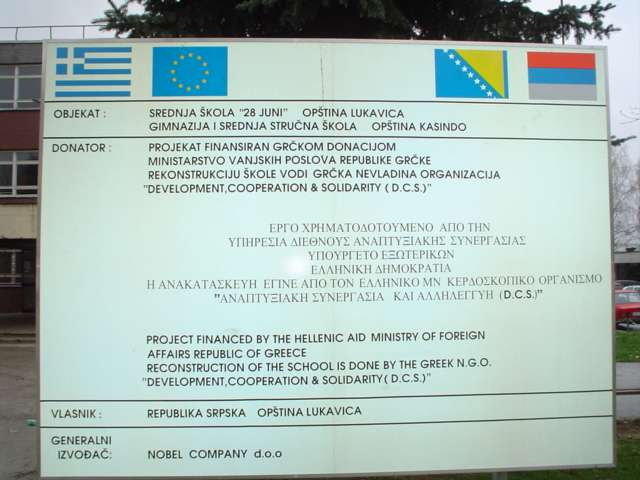 OBJEKAT : SREDNJA ŠKOLA "28 JUNI" OPŠTINA LUKAVICA
GIMNAZIJA I SREDNJA STRUČNA ŠKOLA OPŠTINA KASINDO
DONATOR : PROJEKAT FINANSIRAN GRČKOM DONACIJOM
MINISTARSTVO VANJSKIH POSLOVA REPUBLIKE GRČKE
REKONSTRUKCIJU ŠKOLE VODI GRČKA NEVLADINA ORGANIZACIJA
"DEVELOPMENT,COOPERATION & SOLIDARITY ( D.C.S.)"
ΕΡΓΟ ΧΡΗΜΑΤΟΔΟΤΟΥΜΕΝΟ ΑΠΟ ΤΗΝ
ΥΠΗΡΕΣΙΑ ΔΙΕΘΝΟΥΣ ΑΝΑΠΤΥΞΙΑΚΗΣ ΣΥΝΕΡΓΑΣΙΑΣ
ΥΠΟΥΡΓΕΤΟ ΕΞΩΤΕΡΙΚΩΝ
ΕΛΛΗΝΙΚΗ ΔΗΜΟΚΡΑΤΙΑ
Η ΑΝΑΚΑΤΑΣΚΕΥΗ ΕΓΙΝΕ ΑΠΟ ΤΟΝ ΕΛΛΗΝΙΚΟ ΜΝ ΚΕΡΔΟΣΚΟΠΙΚΟ ΟΡΓΑΝΙΣΜΟ
"ΑΝΑΠΤΥΞΙΑΚΗ ΣΥΝΕΡΓΑΣΙΑ ΚΑΙ ΑΛΛΗΛΕΓΓΥΗ (D.C.S.)"
PROJECT FINANCED BY THE HELLENIC AID MINISTRY OF FOREIGN
AFFAIRS REPUBLIC OF GREECE
RECONSTRUCTION OF THE SCHOOL IS DONE BY THE GREEK N.G.O.
"DEVELOPMENT,COOPERATION & SOLIDARITY ( D.C.S.)"
VLASNIK : REPUBLIKA SRPSKA OPŠTINA LUKAVICA
GENERALNI
IZVOĐAČ: NOBEL COMPANY d.o.o